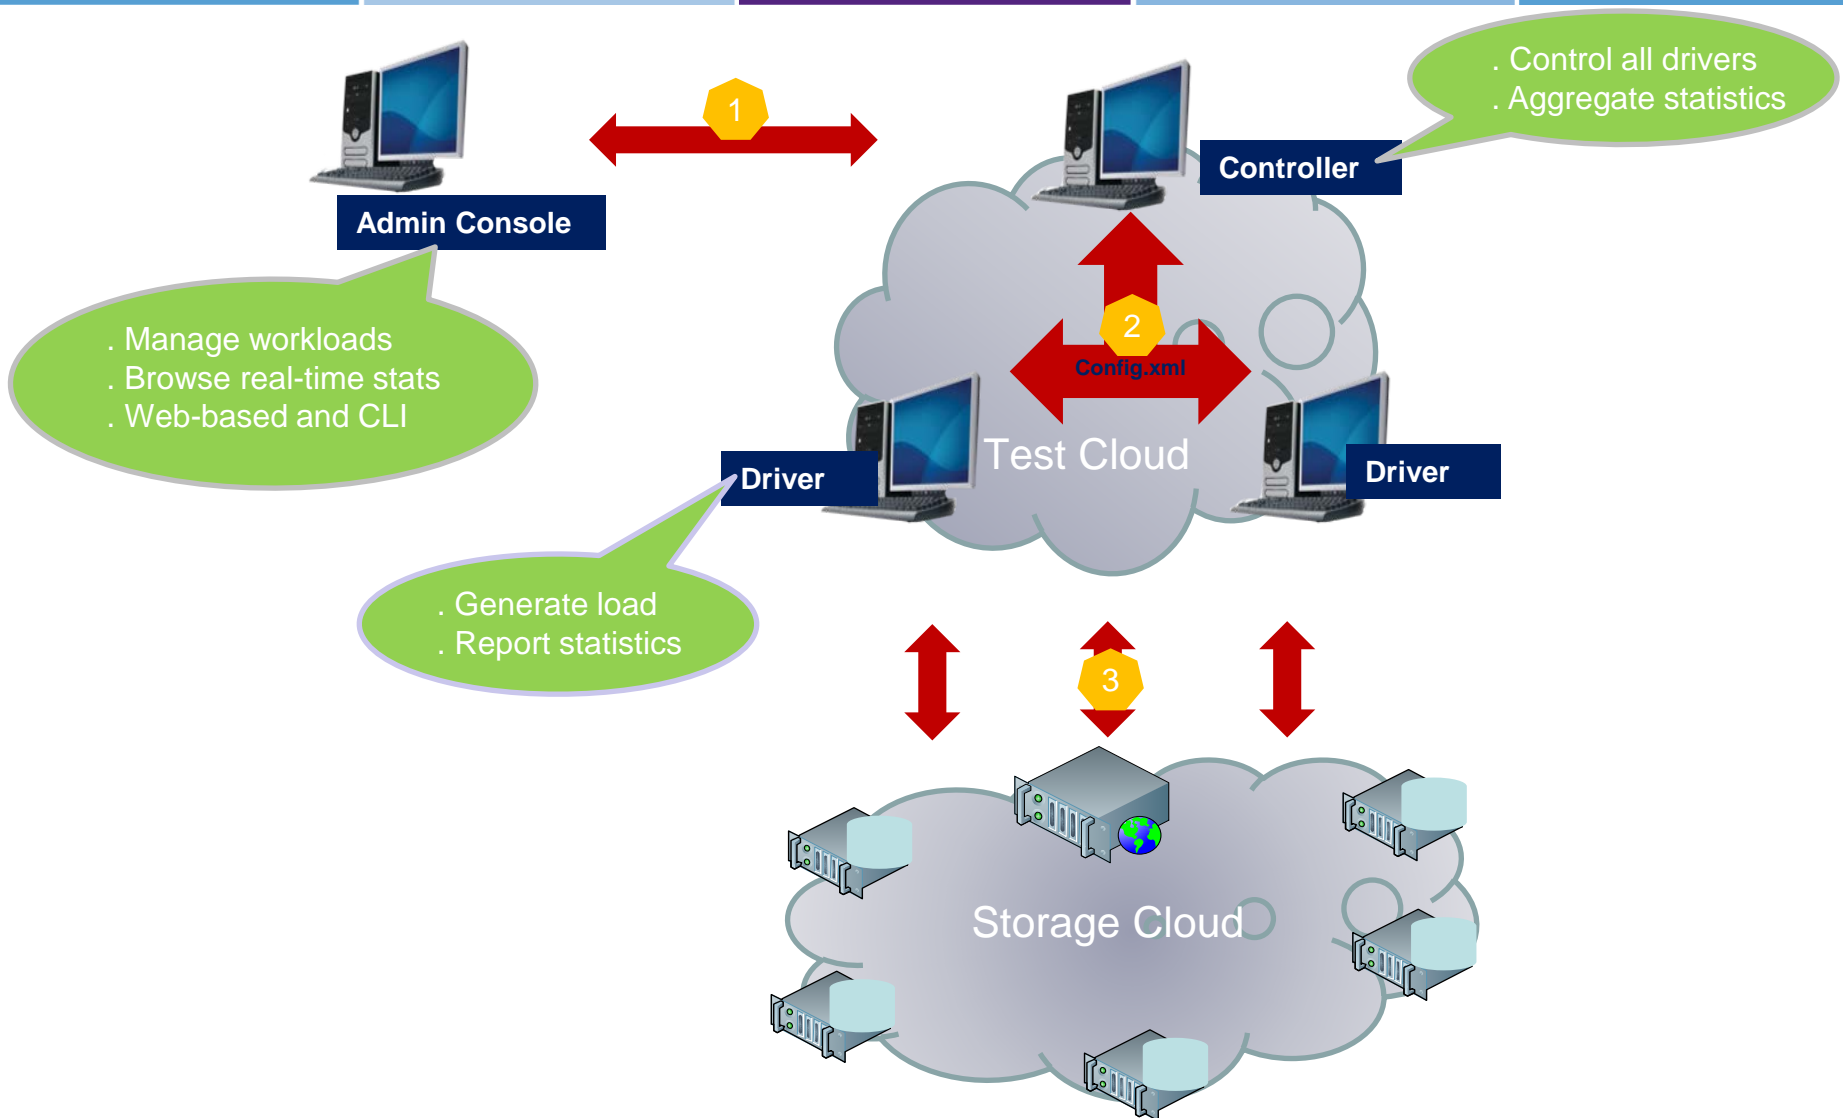 . Control all drivers
. Aggregate statistics
1
Controller
Admin Console
2
. Manage workloads
. Browse real-time stats
. Web-based and CLI
Config.xml
Test Cloud
Driver
Driver
. Generate load
. Report statistics
3
Storage Cloud